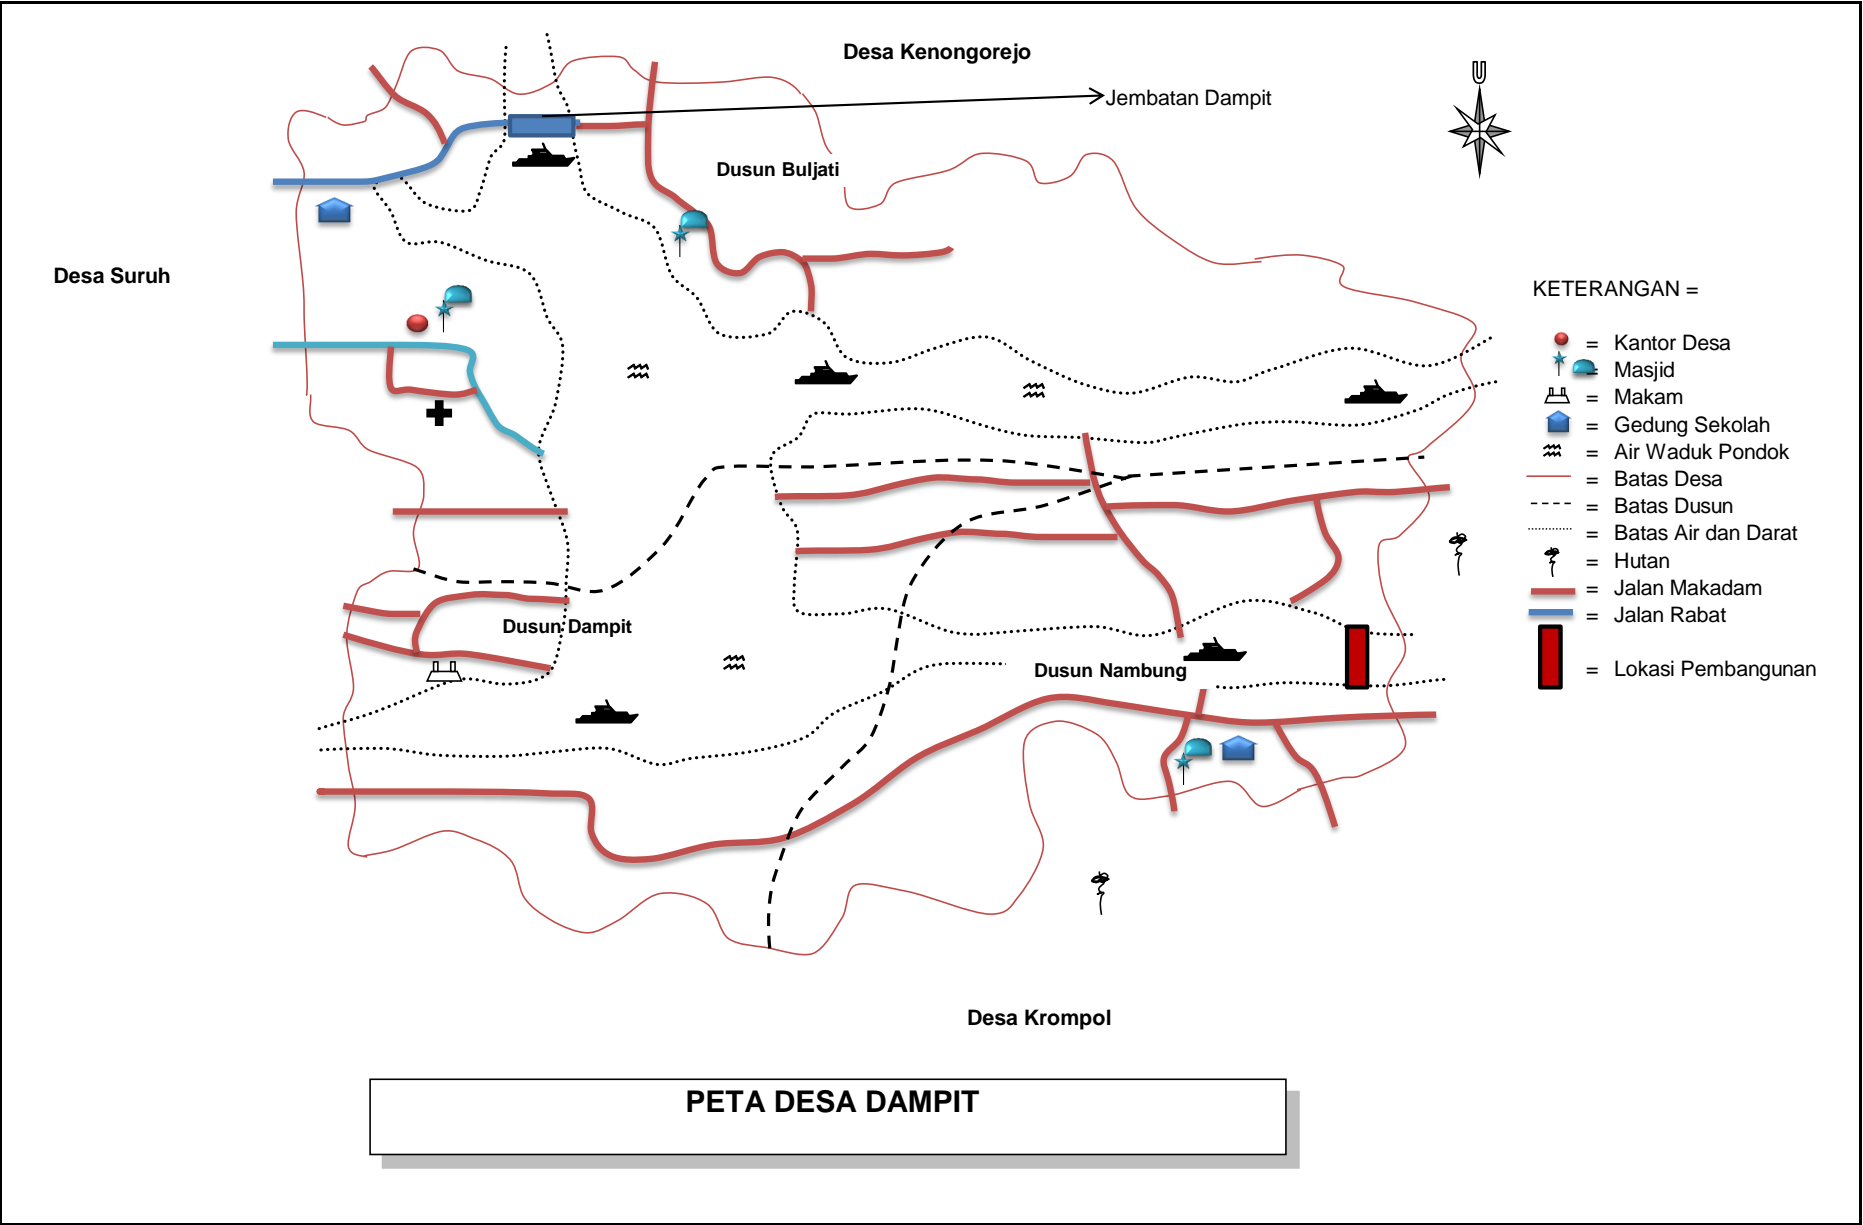 Desa Kenongorejo
U
Jembatan Dampit
Dusun Buljati
Desa Suruh
KETERANGAN =
= Kantor Desa
= Masjid
= Makam
= Gedung Sekolah
= Air Waduk Pondok
= Batas Desa
= Batas Dusun
= Batas Air dan Darat
= Hutan
= Jalan Makadam
= Jalan Rabat
= Lokasi Pembangunan
Dusun Dampit
Dusun Nambung
Desa Krompol
PETA DESA DAMPIT